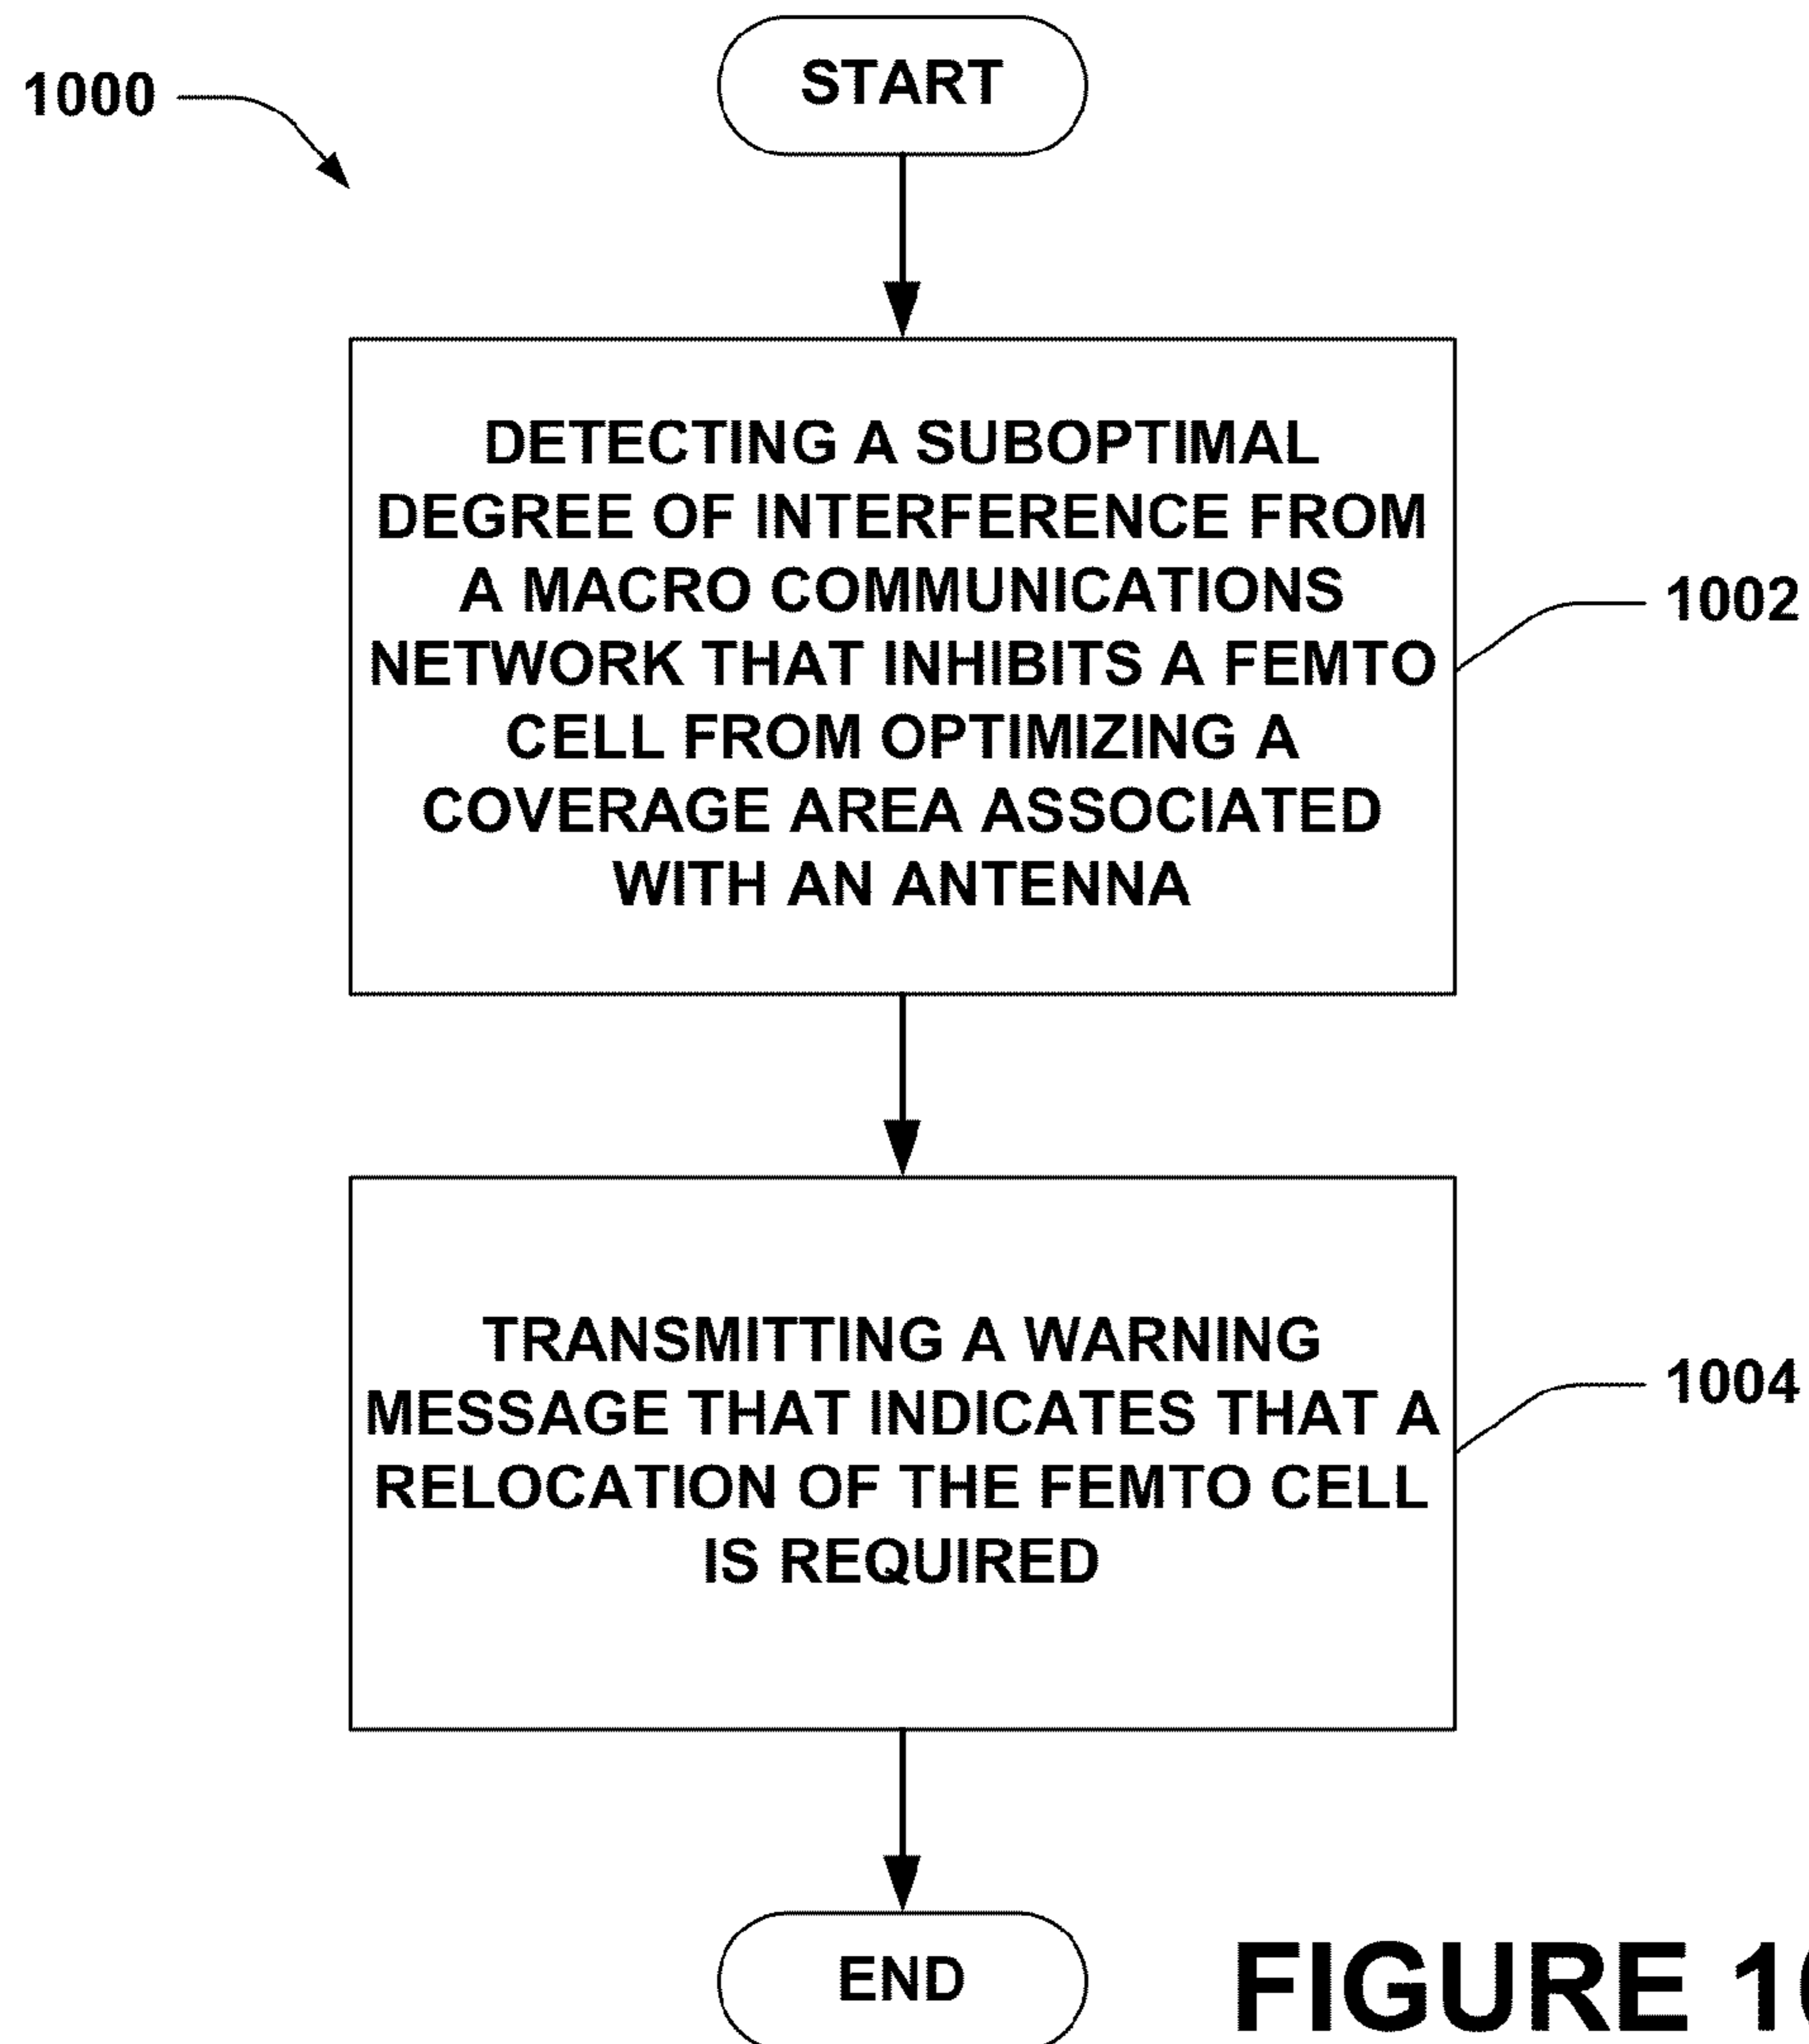 1000
START
DETECTING A SUBOPTIMAL
DEGREE OF INTERFERENCE FROM
A MACRO COMMUNICATIONS
NETWORK THAT INHIBITS A FEMTO
CELL FROM OPTIMIZING A
COVERAGE AREA ASSOCIATED
WITH AN ANTENNA
1002
TRANSMITTING A WARNING
MESSAGE THAT INDICATES THAT A
RELOCATION OF THE FEMTO CELL
IS REQUIRED
1004
END
FIGURE 10